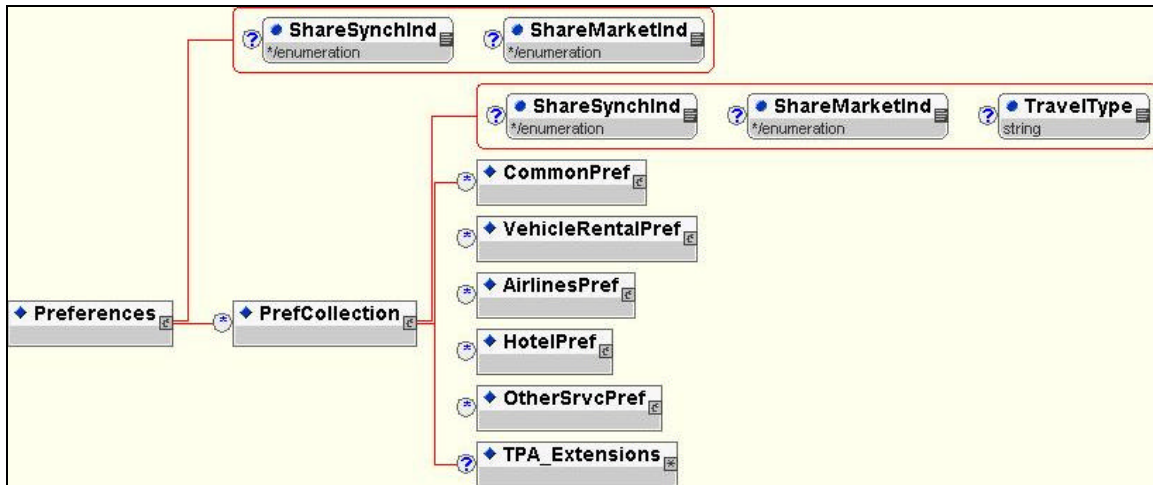 ? ShareSynchInd ? ShareMarketInd
*/enumeration */enumeration
? ShareSynchInd ? ShareMarketInd ? TravelType
*/enumeration */enumeration string
* CommonPref
* VehicleRentalPref
* AirlinesPref
Preferences * PrefCollection
* HotelPref
* OtherSrvcPref
? TPA_Extensions